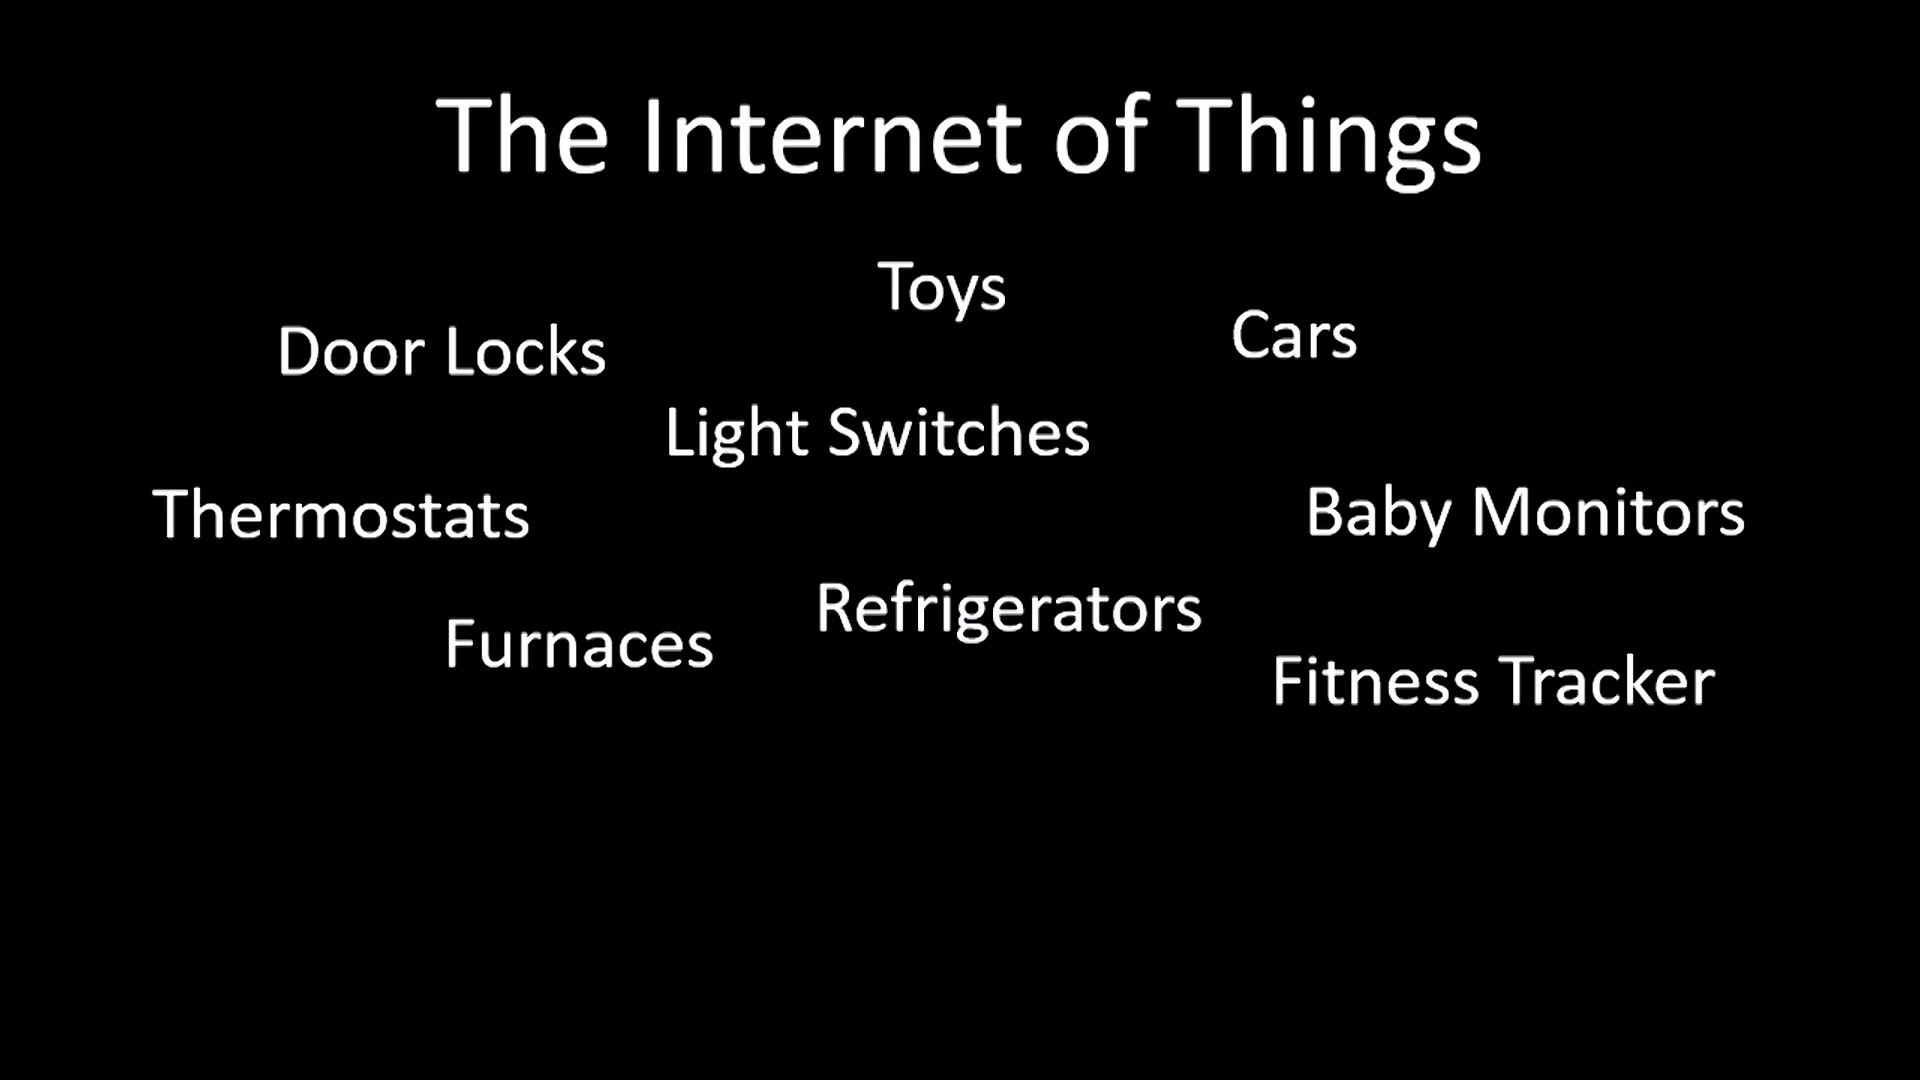 The Internet of Things
Toys
Cars
Door Locks
Light Switches
Thermostats
Baby Monitors
Refrigerators
Furnaces
Fitness Tracker